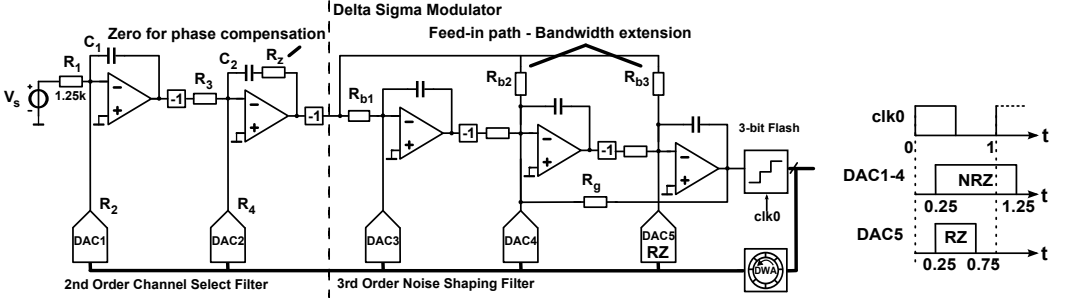 Delta Sigma Modulator
Zero for phase compensation
Feed-in path - Bandwidth extension
C1
R1
1.25k
Vs
+
-
-
+
-1
R3
C2
Rz
-
+
-1
Rb1
-
+
-1
Rb2
-
+
-1
Rb3
-
+
Rg
3-bit Flash
clk0
R2
R4
DAC1
DAC2
DAC3
DAC4
DAC5
RZ
DWA
2nd Order Channel Select Filter
3rd Order Noise Shaping Filter
clk0
0
1
t
DAC1-4
NRZ
t
0.25
1.25
DAC5
RZ
t
0.25
0.75